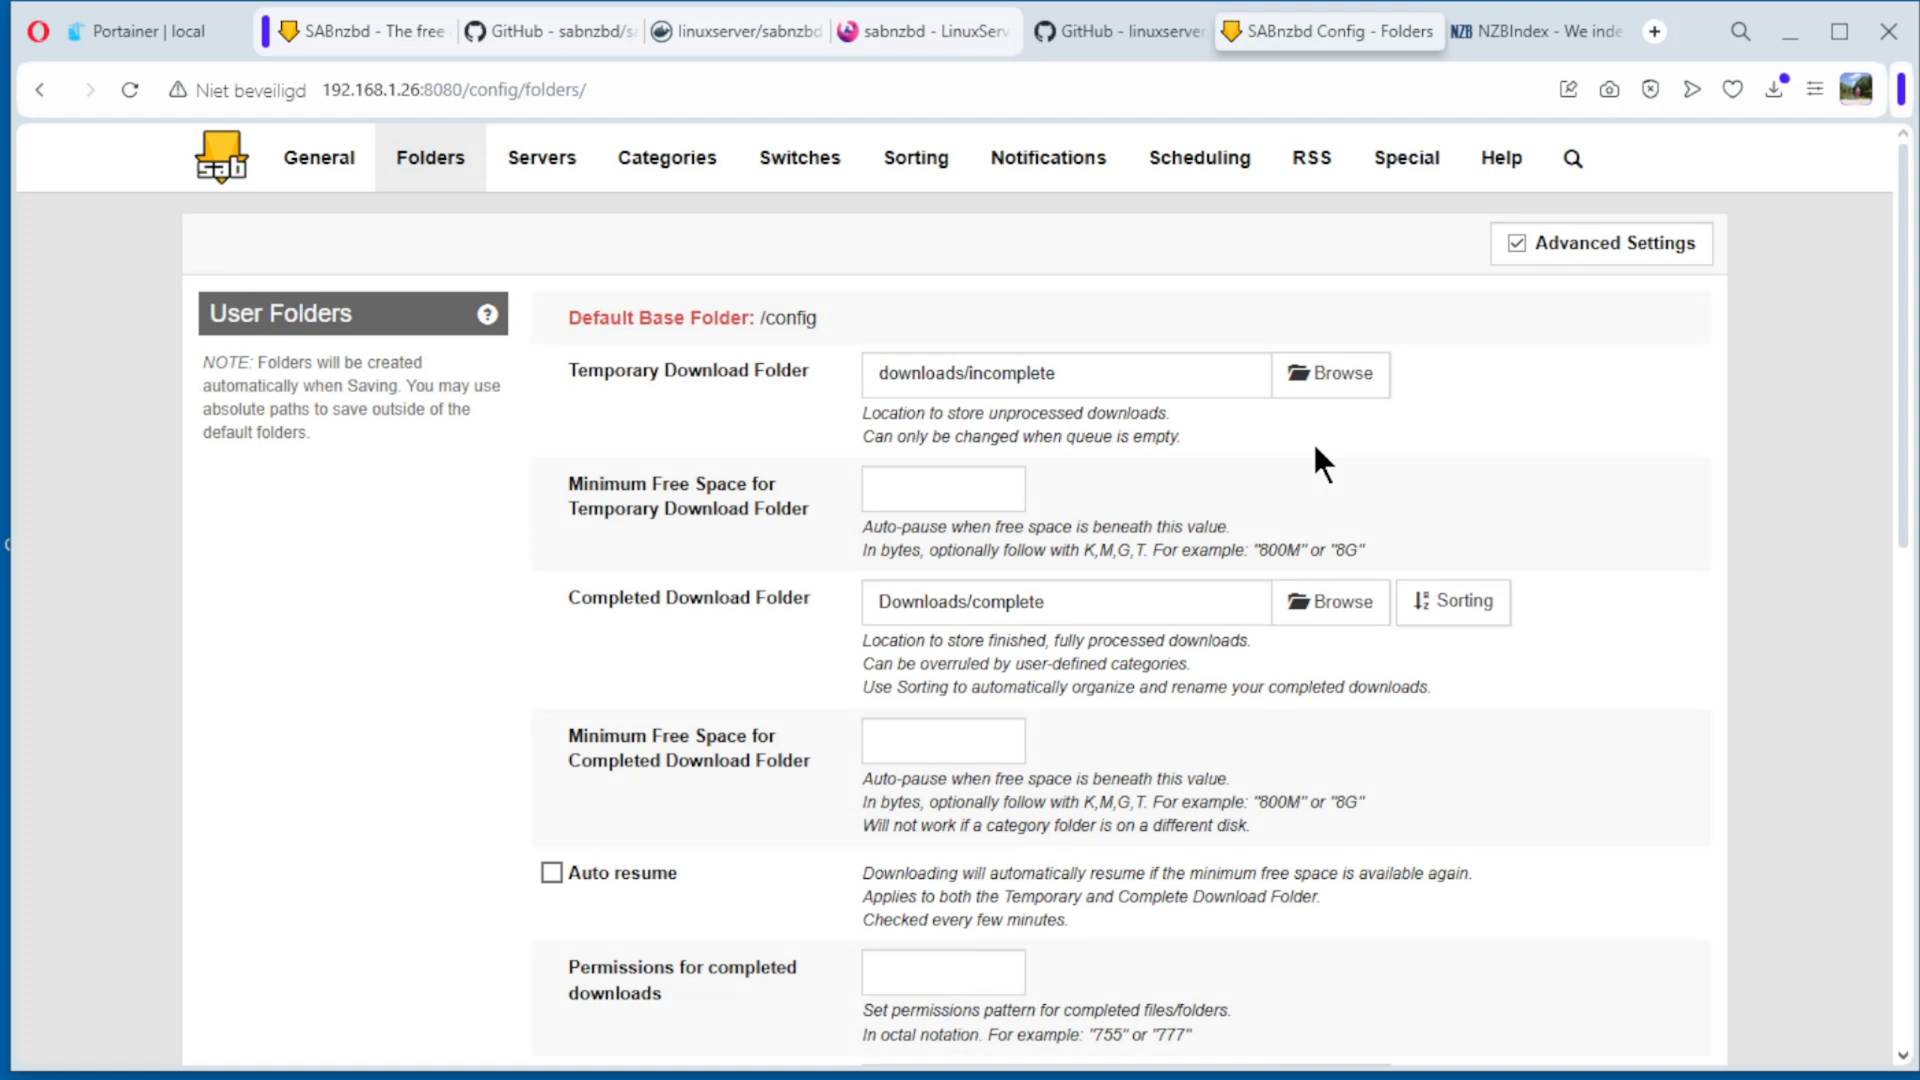 Portainer | local
SABnzbd - The free
GitHub - sabnzbd/sa
linuxserver/sabnzbd
sabnzbd - LinuxServ
GitHub - linuxserver
SABnzbd Config - Folders
NZB NZBIndex - We inde
Niet beveiligd 192.168.1.26:8080/config/folders/
sab
General
Folders
Servers
Categories
Switches
Sorting
Notifications
Scheduling
RSS
Special
Help
Advanced Settings
User Folders
NOTE: Folders will be created
automatically when Saving. You may use
absolute paths to save outside of the
default folders.
Default Base Folder: /config
Temporary Download Folder
downloads/incomplete
Browse
Location to store unprocessed downloads.
Can only be changed when queue is empty.
Minimum Free Space for
Temporary Download Folder
Auto-pause when free space is beneath this value.
In bytes, optionally follow with K,M,G,T. For example: "800M" or "8G"
Completed Download Folder
Downloads/complete
Browse
Sorting
Location to store finished, fully processed downloads.
Can be overruled by user-defined categories.
Use Sorting to automatically organize and rename your completed downloads.
Minimum Free Space for
Completed Download Folder
Auto-pause when free space is beneath this value.
In bytes, optionally follow with K,M,G,T. For example: "800M" or "8G"
Will not work if a category folder is on a different disk.
Auto resume
Downloading will automatically resume if the minimum free space is available again.
Applies to both the Temporary and Complete Download Folder.
Checked every few minutes.
Permissions for completed
downloads
Set permissions pattern for completed files/folders.
In octal notation. For example: "755" or "777"